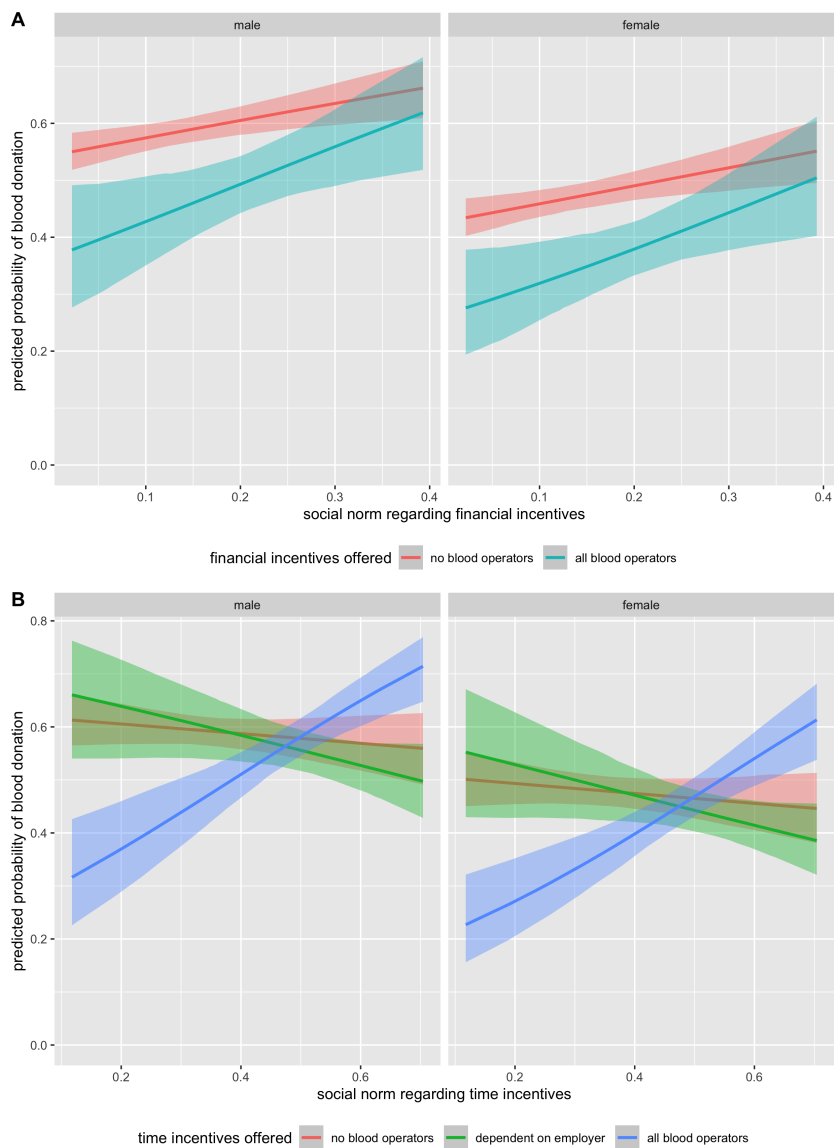 A
male
female
predicted probability of blood donation
0.6
0.4
0.2
0.0
0.1
0.2
0.3
0.4
0.1
0.2
0.3
0.4
social norm regarding financial incentives
financial incentives offered
no blood operators
all blood operators
B
male
female
predicted probability of blood donation
0.8
0.6
0.4
0.2
0.0
0.2
0.4
0.6
0.2
0.4
0.6
social norm regarding time incentives
time incentives offered
no blood operators
dependent on employer
all blood operators